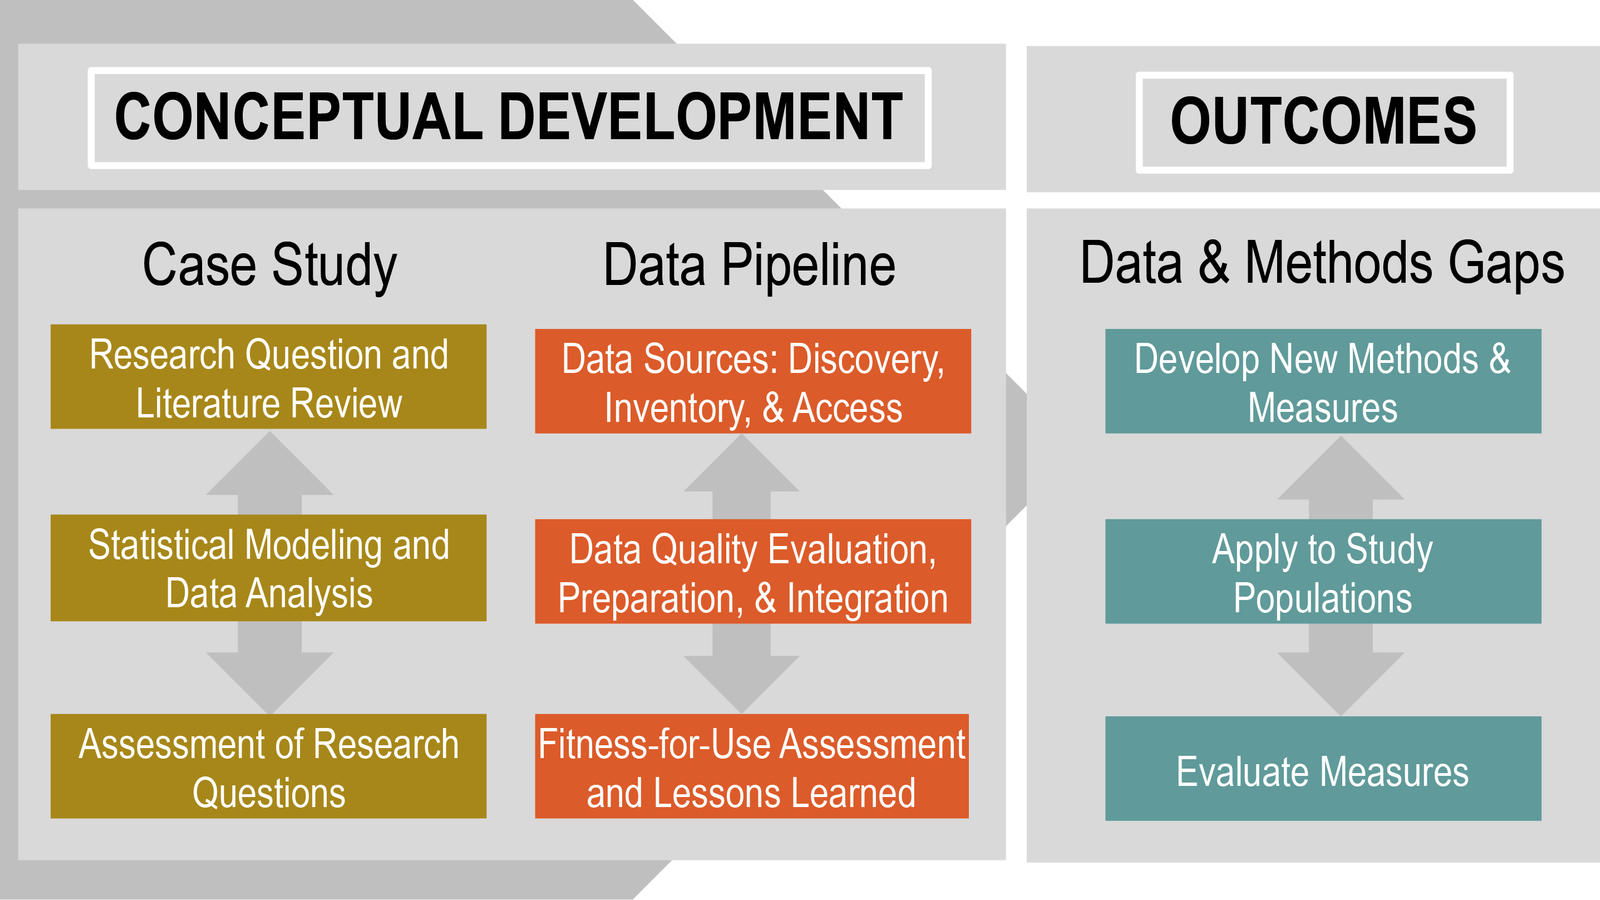 CONCEPTUAL DEVELOPMENT
OUTCOMES
Case Study
Research Question and
Literature Review
Statistical Modeling and
Data Analysis
Assessment of Research
Questions
Data Pipeline
Data Sources: Discovery,
Inventory, & Access
Data Quality Evaluation,
Preparation, & Integration
Fitness-for-Use Assessment
and Lessons Learned
Data & Methods Gaps
Develop New Methods &
Measures
Apply to Study
Populations
Evaluate Measures